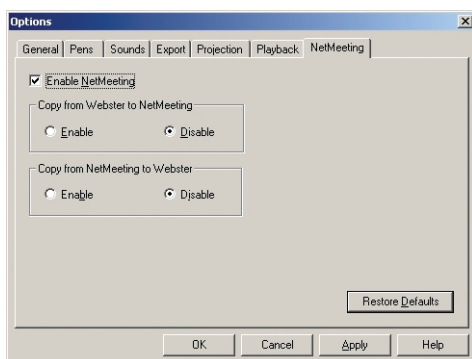 Options
General Pens Sounds Export Projection Playback NetMeeting
Enable NetMeeting
Copy from Webster to NetMeeting
Enable Disable
Copy from NetMeeting to Webster
Enable Disable
Restore Defaults
OK Cancel Apply Help